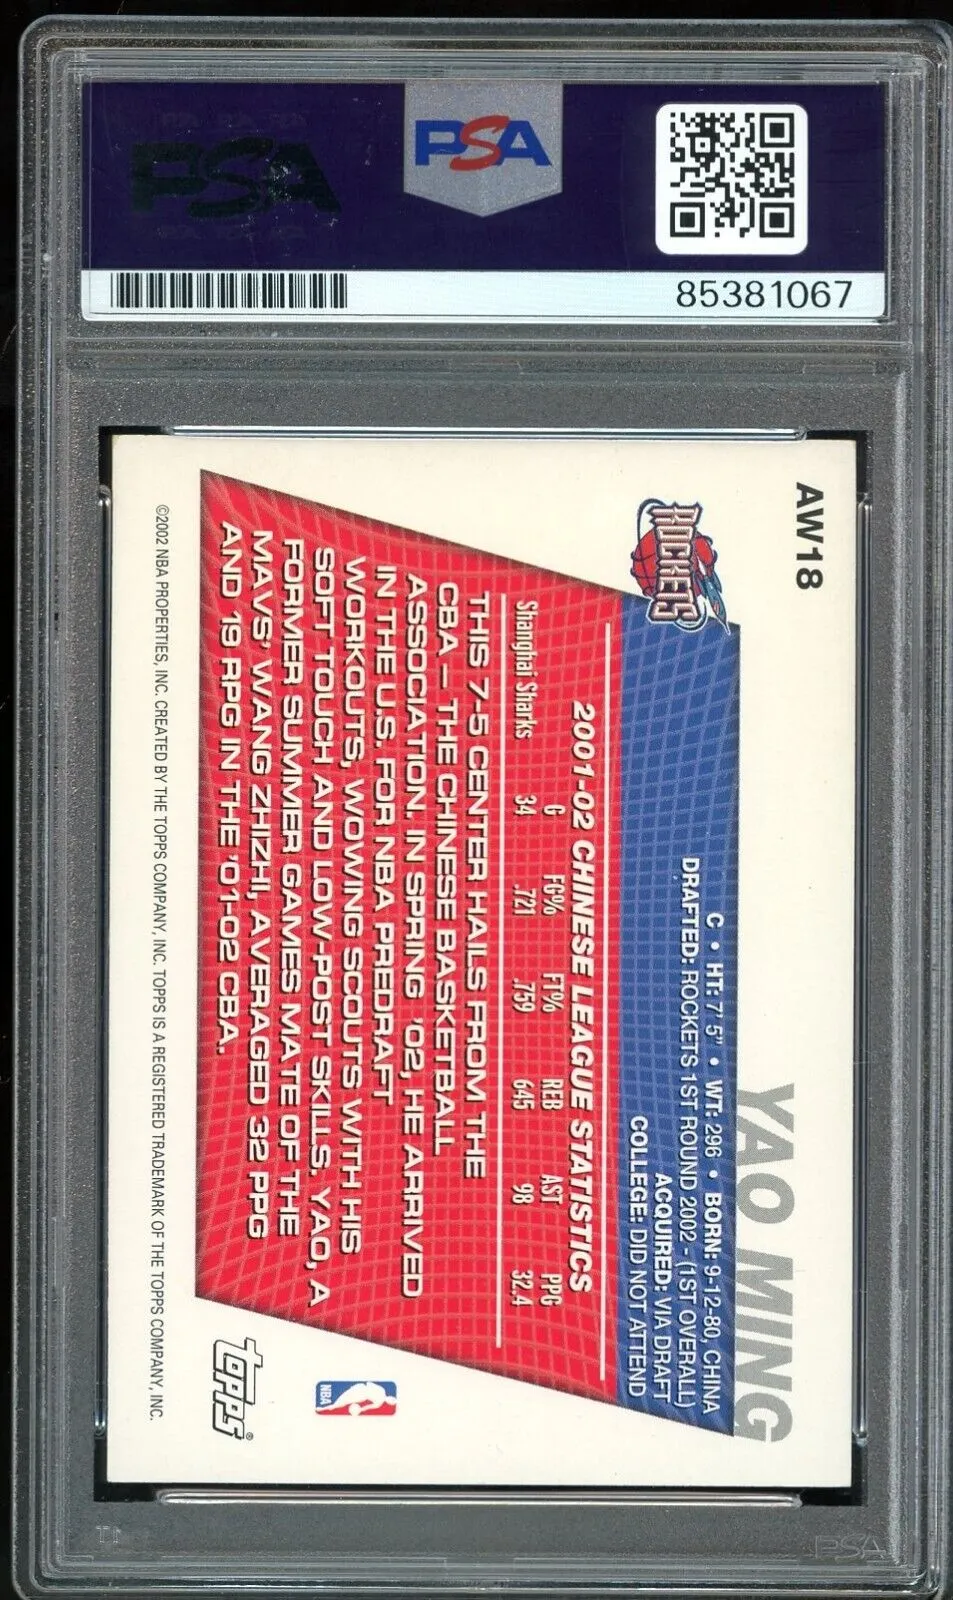 PSA
PSA
85381067
AW18
YAO MING
ROCKETS
C • HT: 7' 5" • WT: 296 • BORN: 9-12-80, CHINA
DRAFTED: ROCKETS 1ST ROUND 2002 - (1ST OVERALL)
ACQUIRED: VIA DRAFT
COLLEGE: DID NOT ATTEND
2001-02 CHINESE LEAGUE STATISTICS
G FG% FT% REB AST PPG
Shanghai Sharks 34 .721 .759 645 98 32.4
THIS 7-5 CENTER HAILS FROM THE
CBA — THE CHINESE BASKETBALL
ASSOCIATION. IN SPRING '02, HE ARRIVED
IN THE U.S. FOR NBA PREDRAFT
WORKOUTS, WOWING SCOUTS WITH HIS
SOFT TOUCH AND LOW-POST SKILLS. YAO, A
FORMER SUMMER GAMES MATE OF THE
MAVS' WANG ZHIZHI, AVERAGED 32 PPG
AND 19 RPG IN THE '01-02 CBA.
NBA
topps®
©2002 NBA PROPERTIES, INC. CREATED BY THE TOPPS COMPANY, INC. TOPPS IS A REGISTERED TRADEMARK OF THE TOPPS COMPANY, INC.
PSA